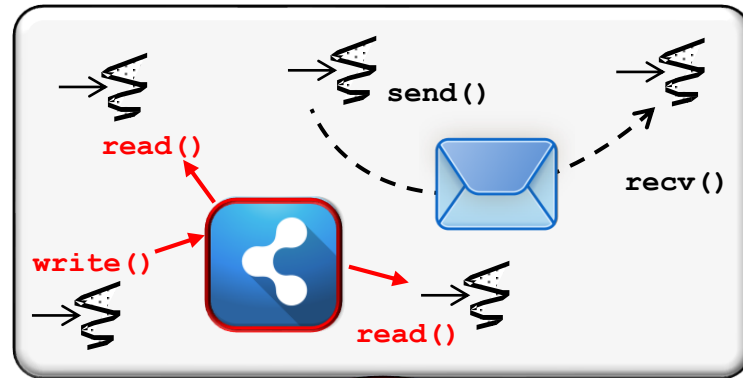 send()
read()
recv()
write()
read()